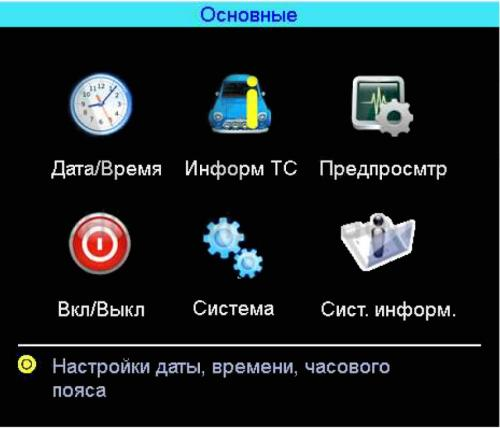 Основные
Дата/Время Информ ТС Предпросмтр
Вкл/Выкл Система Сист. информ.
Настройки даты, времени, часового
пояса